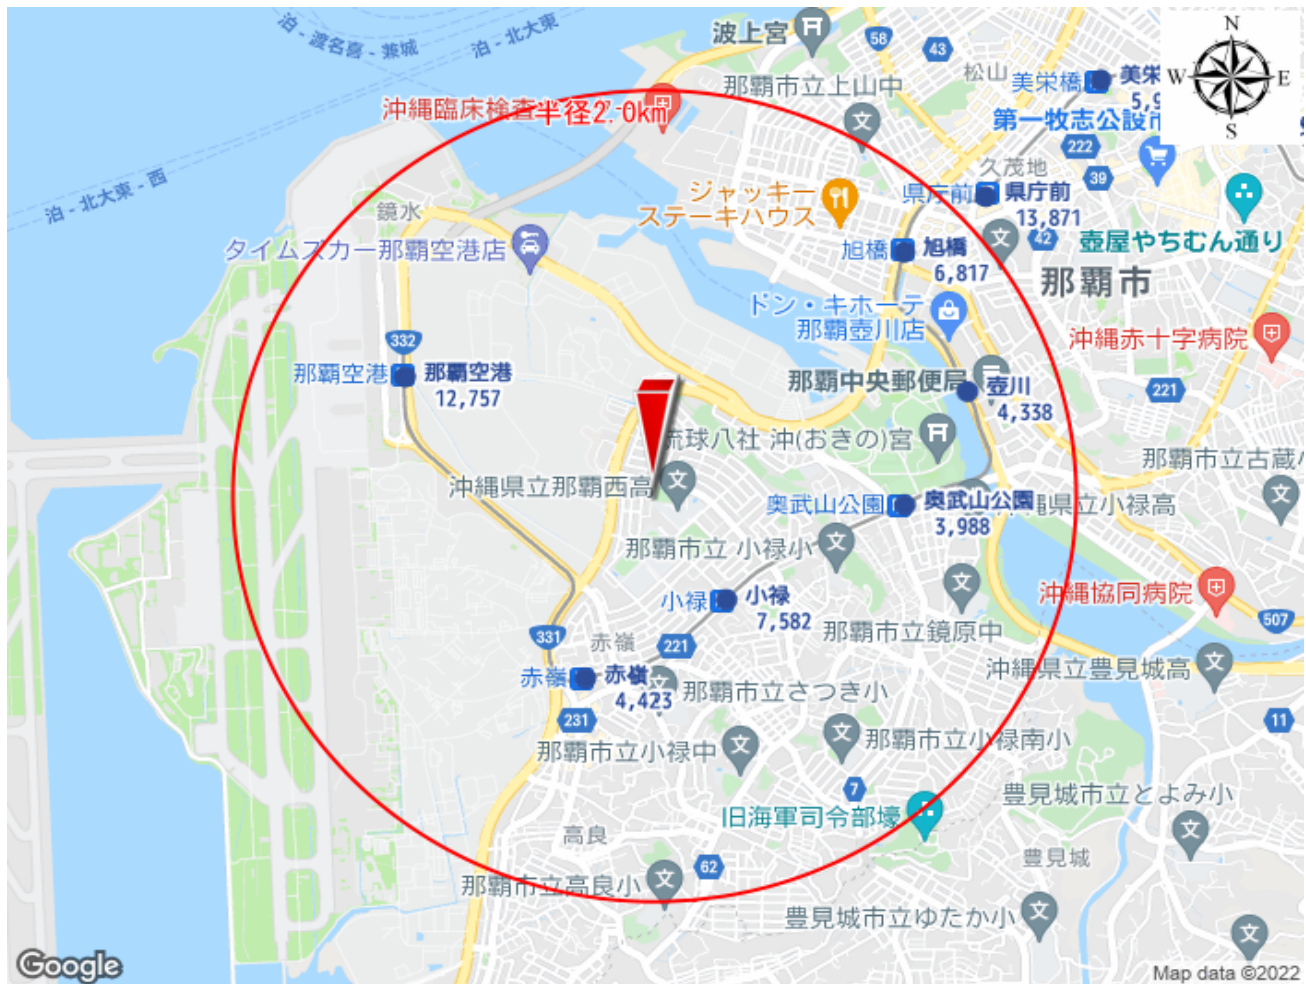 泊 - 渡名喜 - 兼城
泊 - 北大東
泊 - 北大東 - 西
波上宮
58
43
松山
美栄橋
那覇市立上山中
沖縄臨床検査
半径2.0km
第一牧志公設市
222
久茂地
39
ジャッキー
ステーキハウス
県庁前
県庁前
13,871
42
壺屋やちむん通り
鏡水
タイムズカー那覇空港店
旭橋
旭橋
6,817
那覇市
ドン・キホーテ
那覇壺川店
沖縄赤十字病院
332
那覇空港
那覇空港
12,757
那覇中央郵便局
壺川
4,338
221
琉球八社 沖(おきの)宮
那覇市立古蔵小
沖縄県立那覇西高
奥武山公園
奥武山公園
3,988
沖縄県立小禄高
那覇市立 小禄小
小禄
小禄
7,582
沖縄協同病院
507
331
赤嶺
221
那覇市立鏡原中
沖縄県立豊見城高
赤嶺
赤嶺
4,423
那覇市立さつき小
231
11
那覇市立小禄中
那覇市立小禄南小
7
豊見城市立とよみ小
旧海軍司令部壕
高良
豊見城
62
那覇市立高良小
豊見城市立ゆたか小
Google
Map data ©2022
N
W
E
S